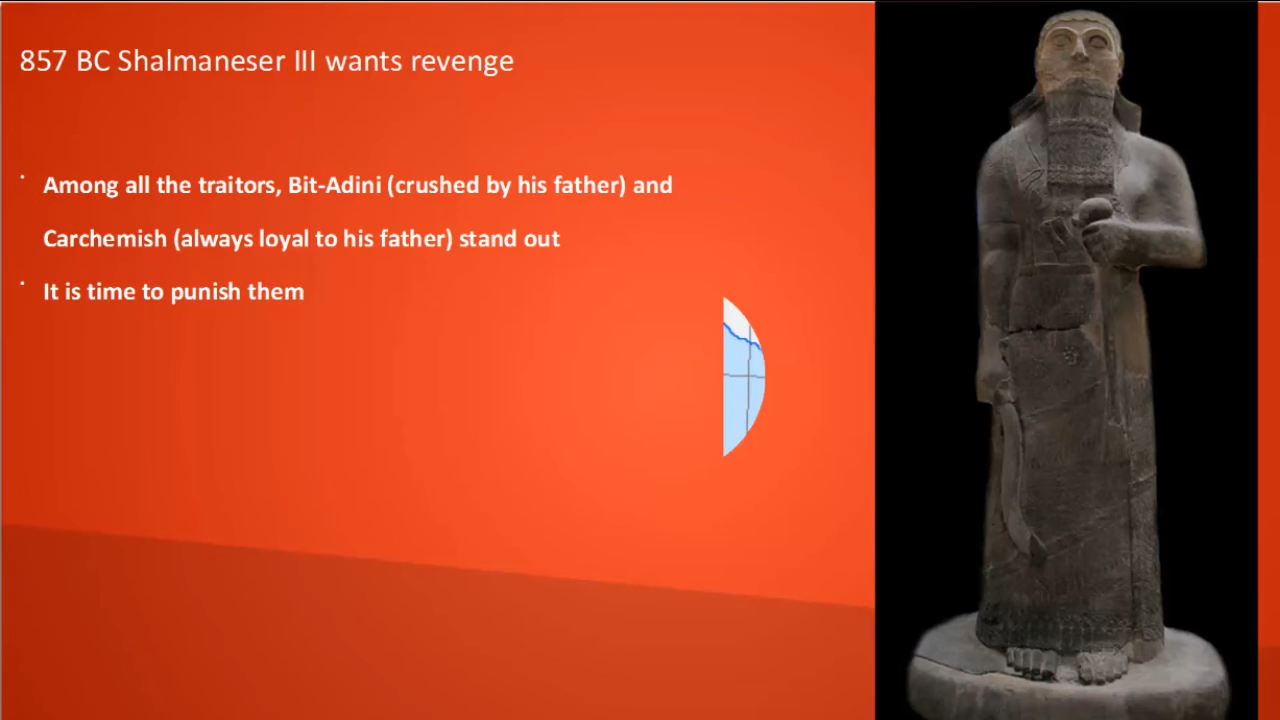 857 BC Shalmaneser III wants revenge
Among all the traitors, Bit-Adini (crushed by his father) and
Carchemish (always loyal to his father) stand out
It is time to punish them